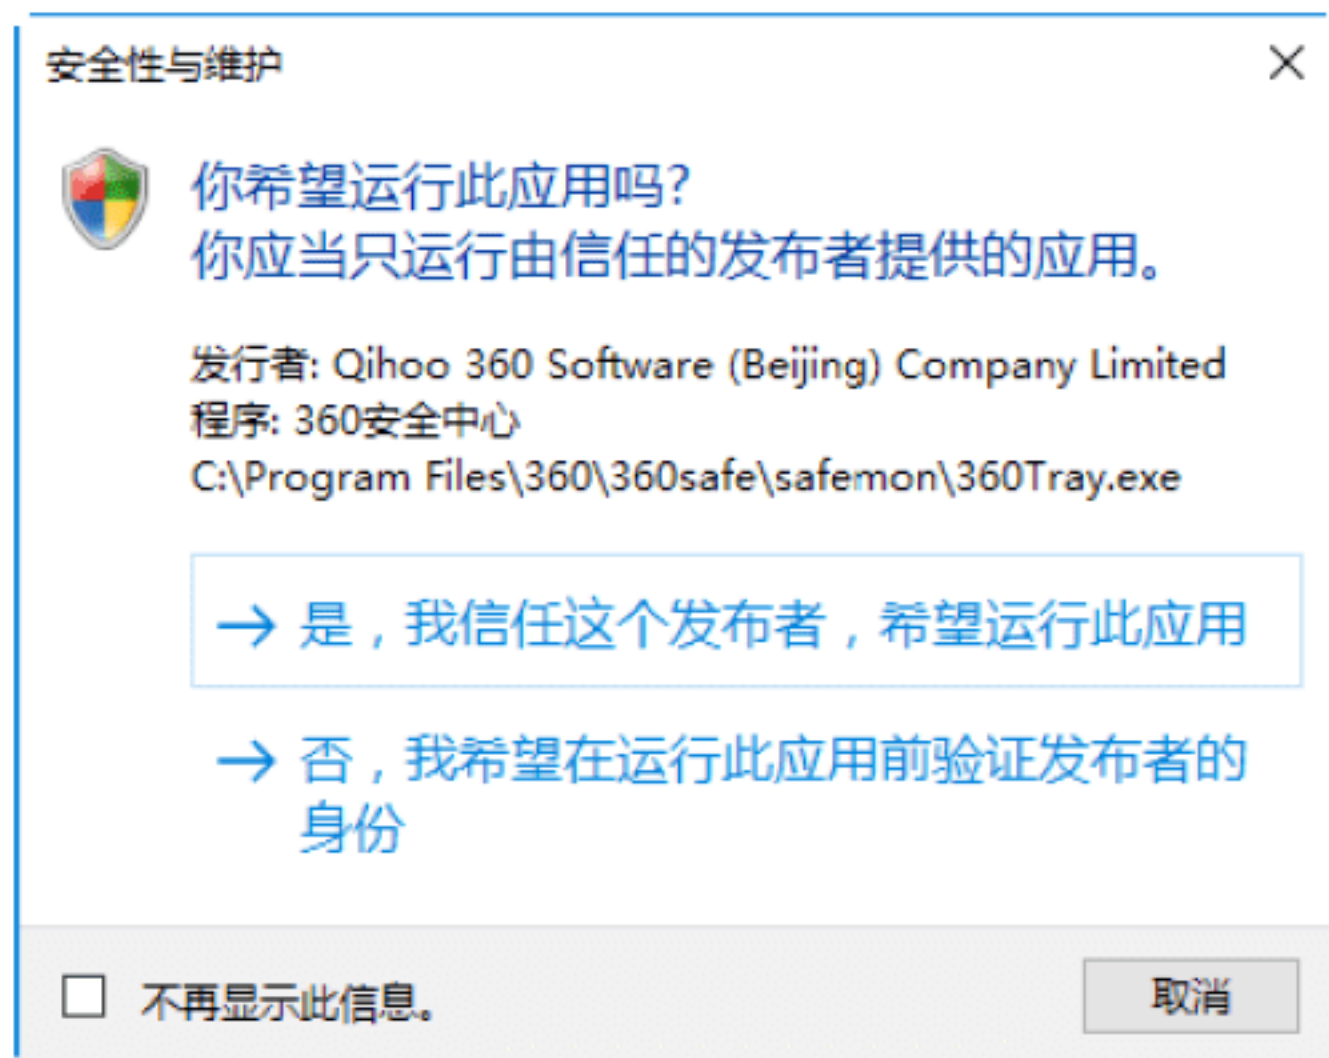 安全性与维护
你希望运行此应用吗?
你应当只运行由信任的发布者提供的应用。
发行者: Qihoo 360 Software (Beijing) Company Limited
程序: 360安全中心
C:\Program Files\360\360safe\safemon\360Tray.exe
→ 是，我信任这个发布者，希望运行此应用
→ 否，我希望在运行此应用前验证发布者的
身份
不再显示此信息。
取消